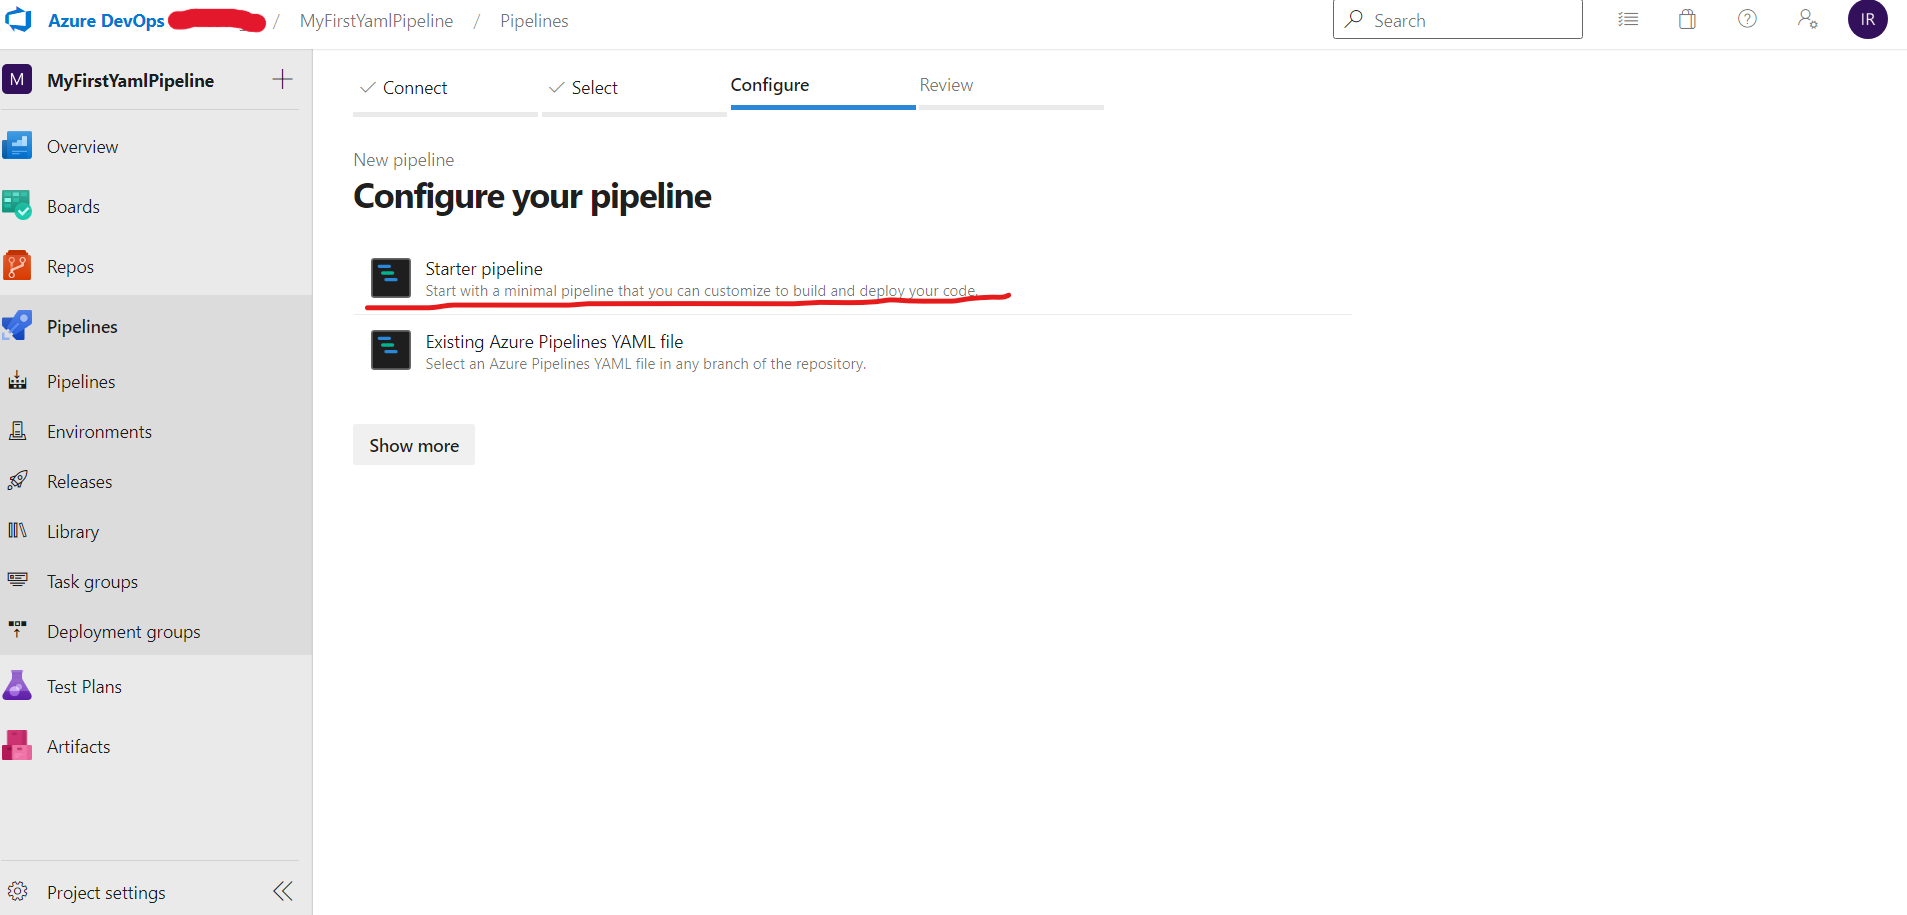 Azure DevOps / MyFirstYamlPipeline / Pipelines
Search
IR
M MyFirstYamlPipeline
Overview
Boards
Repos
Pipelines
Pipelines
Environments
Releases
Library
Task groups
Deployment groups
Test Plans
Artifacts
Project settings
Connect Select Configure Review
New pipeline
Configure your pipeline
Starter pipeline
Start with a minimal pipeline that you can customize to build and deploy your code.
Existing Azure Pipelines YAML file
Select an Azure Pipelines YAML file in any branch of the repository.
Show more